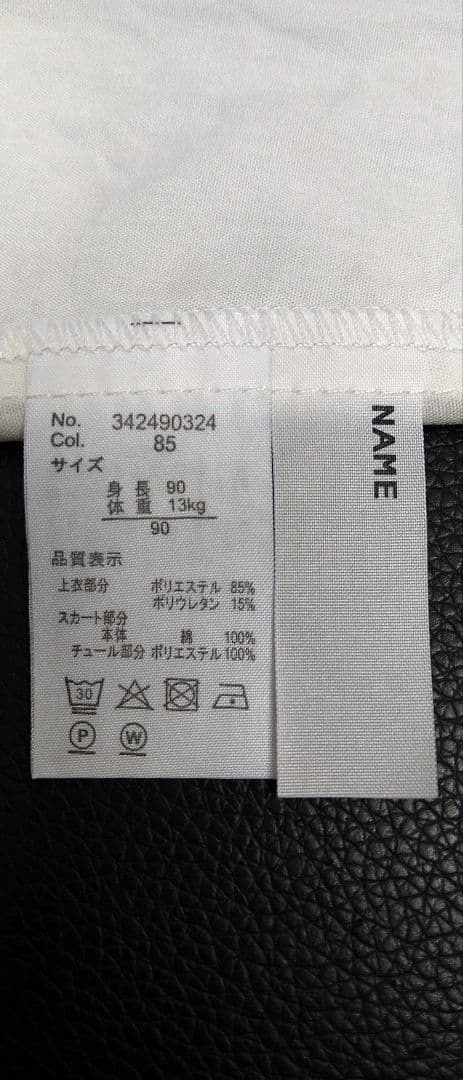 No. 342490324
Col. 85
サイズ
身長 90
体重 13kg
90
品質表示
上衣部分 ポリエステル 85%
ポリウレタン 15%
スカート部分
本体 綿 100%
チュール部分 ポリエステル100%
30
P W
NAME